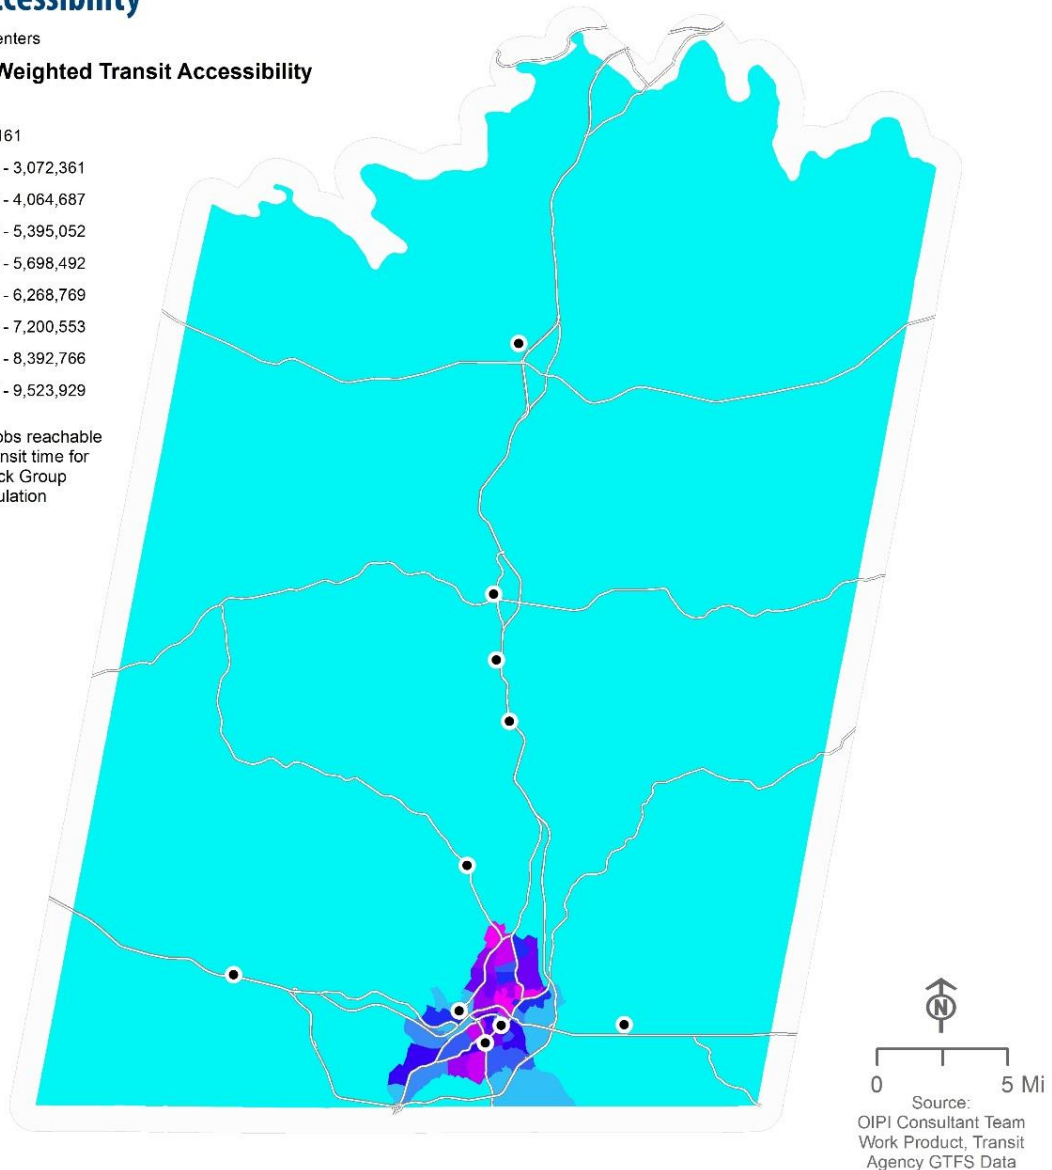 ccessibility
enters
Weighted Transit Accessibility
161
- 3,072,361
- 4,064,687
- 5,395,052
- 5,698,492
- 6,268,769
- 7,200,553
- 8,392,766
- 9,523,929
obs reachable
nsit time for
ck Group
ulation
N
0 5 Mi
Source:
OIPI Consultant Team
Work Product, Transit
Agency GTFS Data